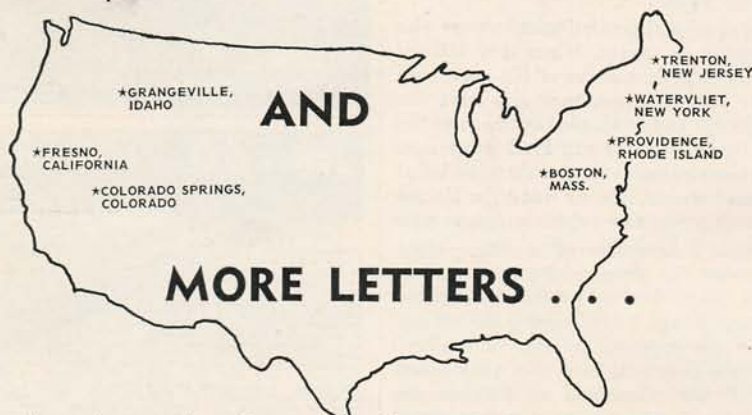 ★TRENTON,
NEW JERSEY
★GRANGEVILLE,
IDAHO
AND
★WATERVLIET,
NEW YORK
★FRESNO,
CALIFORNIA
★PROVIDENCE,
RHODE ISLAND
★BOSTON,
MASS.
★COLORADO SPRINGS,
COLORADO
MORE LETTERS . . .